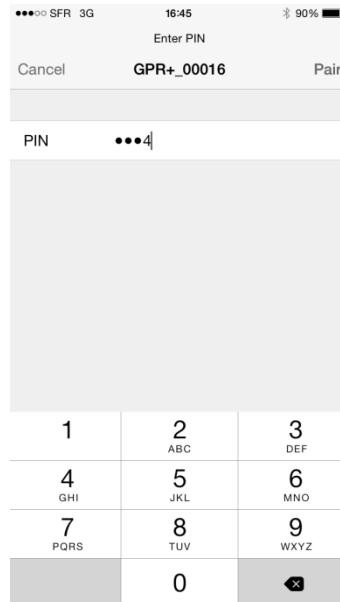 ●●●○○ SFR 3G 16:45 90%
Enter PIN
Cancel GPR+_00016 Pair
PIN ●●●4
1 2 3
ABC DEF
4 5 6
GHI JKL MNO
7 8 9
PQRS TUV WXYZ
0